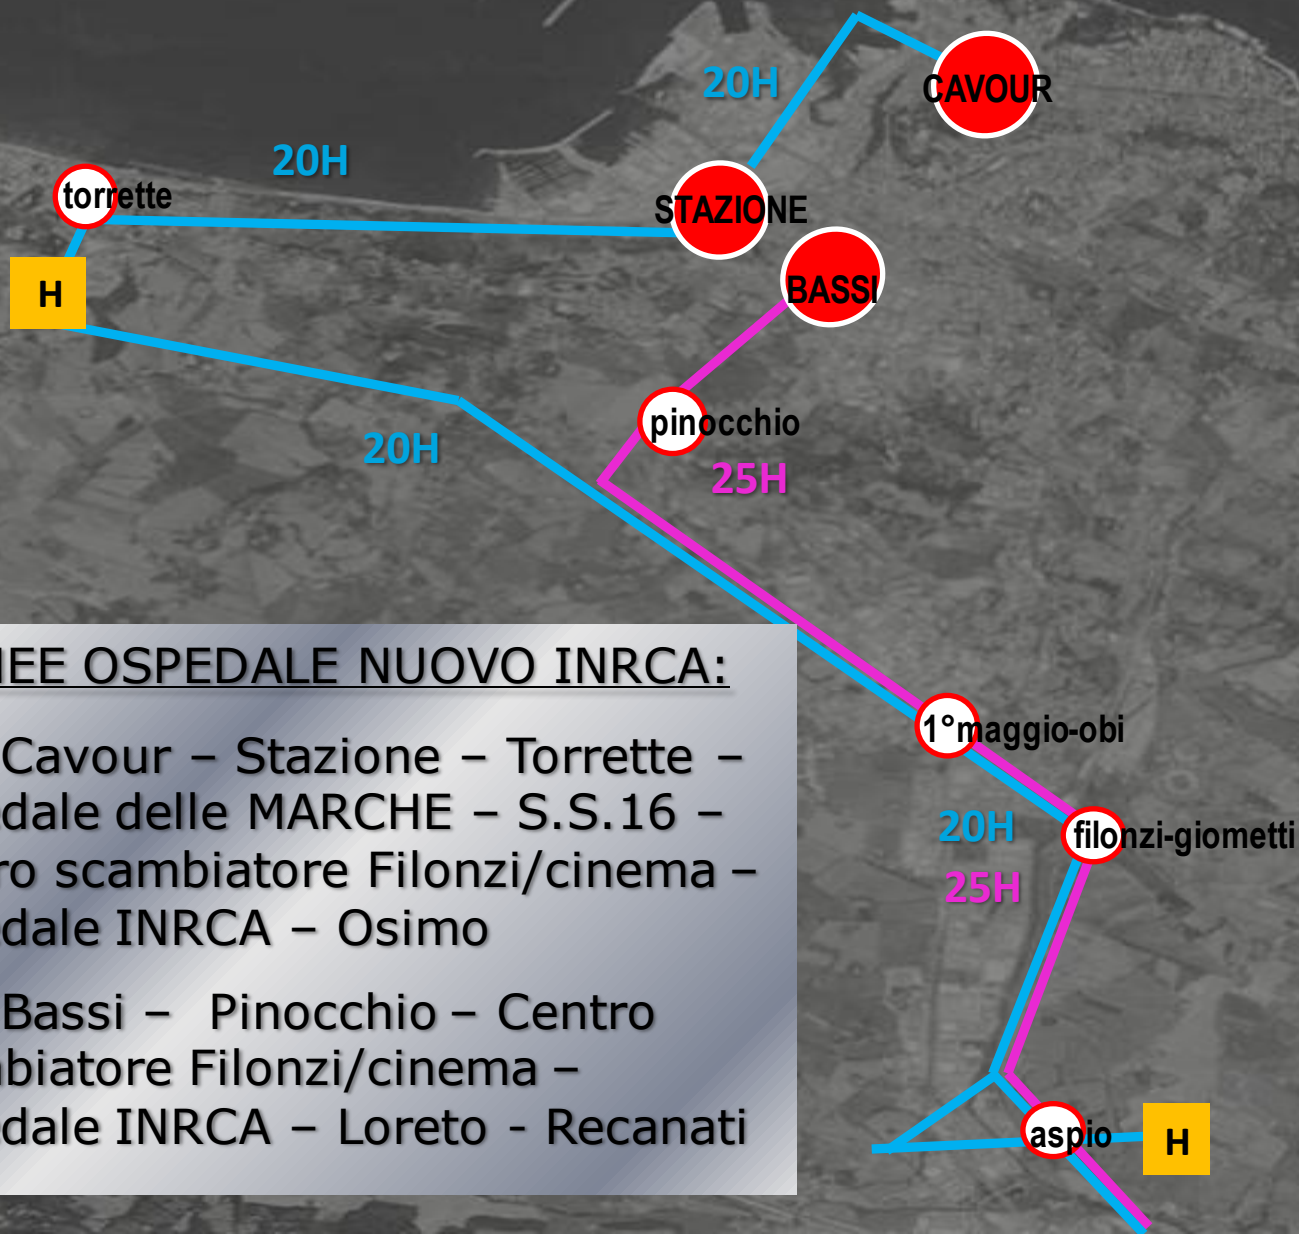 20H
CAVOUR
20H
torrette
STAZIONE
H
BASSI
20H
pinocchio
25H
NEE OSPEDALE NUOVO INRCA:
Cavour – Stazione – Torrette –
dale delle MARCHE – S.S.16 –
ro scambiatore Filonzi/cinema –
dale INRCA – Osimo
Bassi – Pinocchio – Centro
biatore Filonzi/cinema –
dale INRCA – Loreto - Recanati
1°maggio-obi
20H
filonzi-giometti
25H
aspio
H